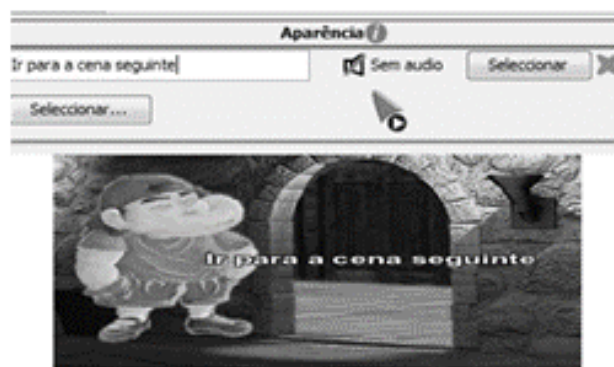 Aparência
Ir para a cena seguinte
Sem audio
Seleccionar
Seleccionar...
Ir para a cena seguinte